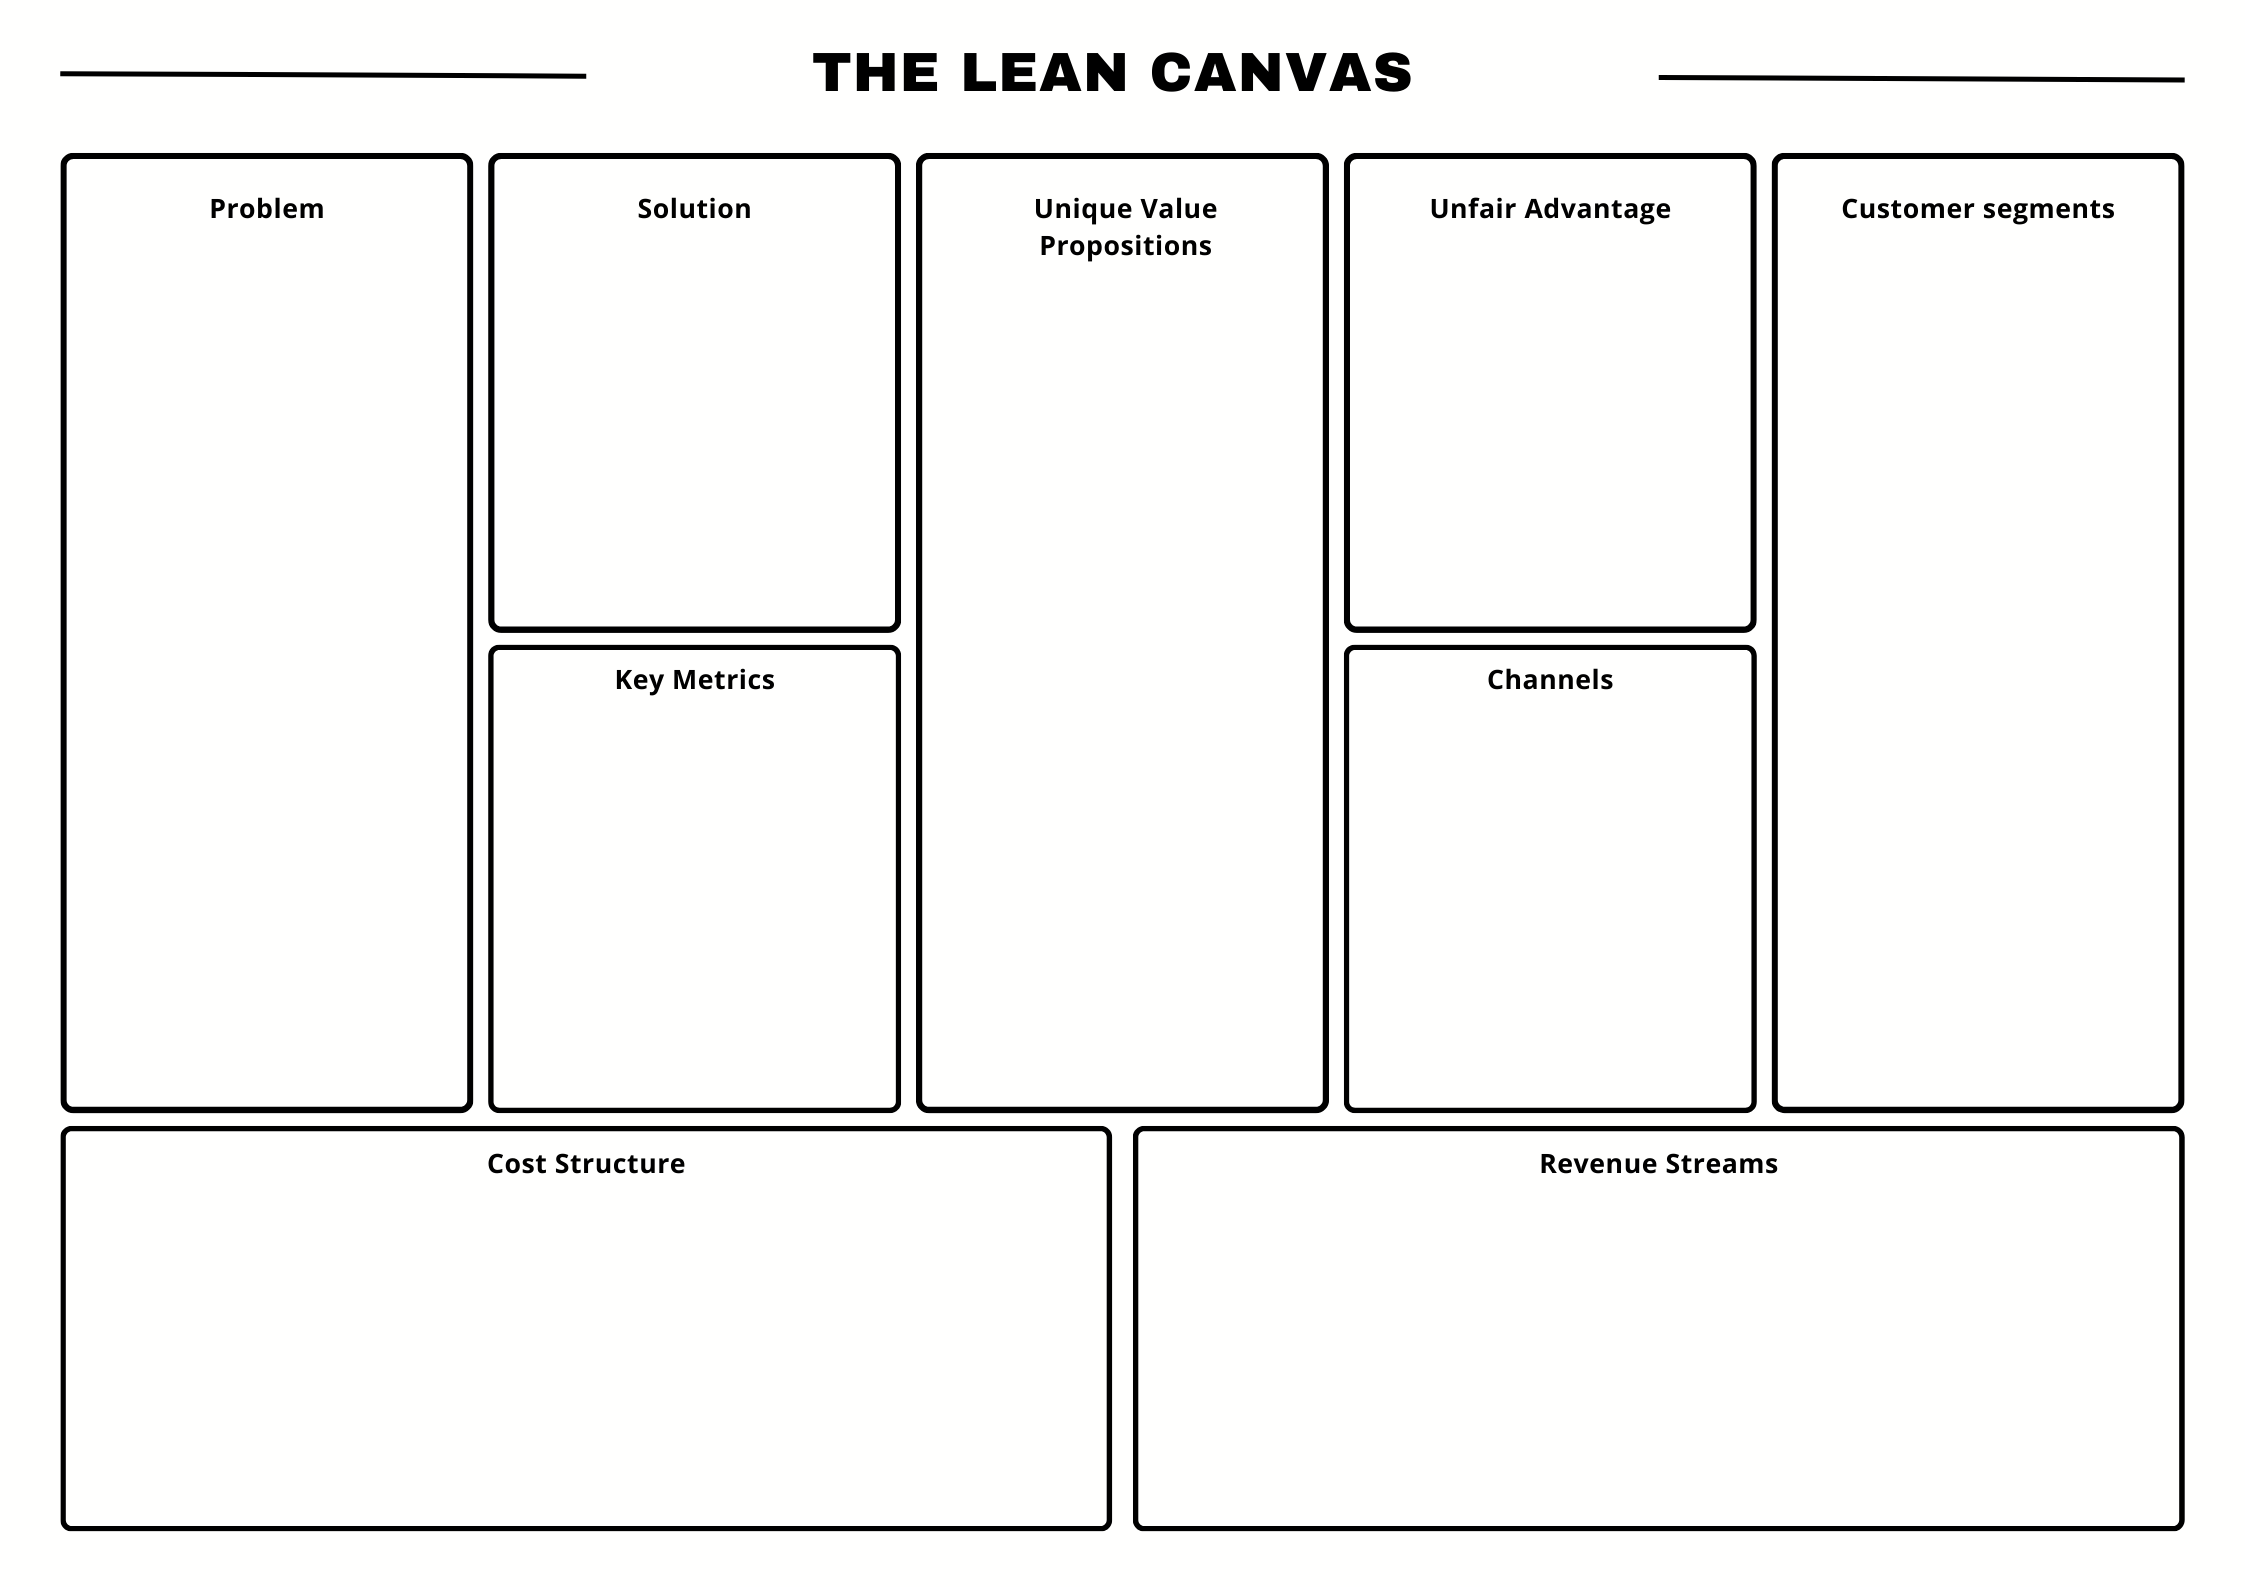 THE LEAN CANVAS
Problem
Solution
Unique Value
Propositions
Unfair Advantage
Customer segments
Key Metrics
Channels
Cost Structure
Revenue Streams